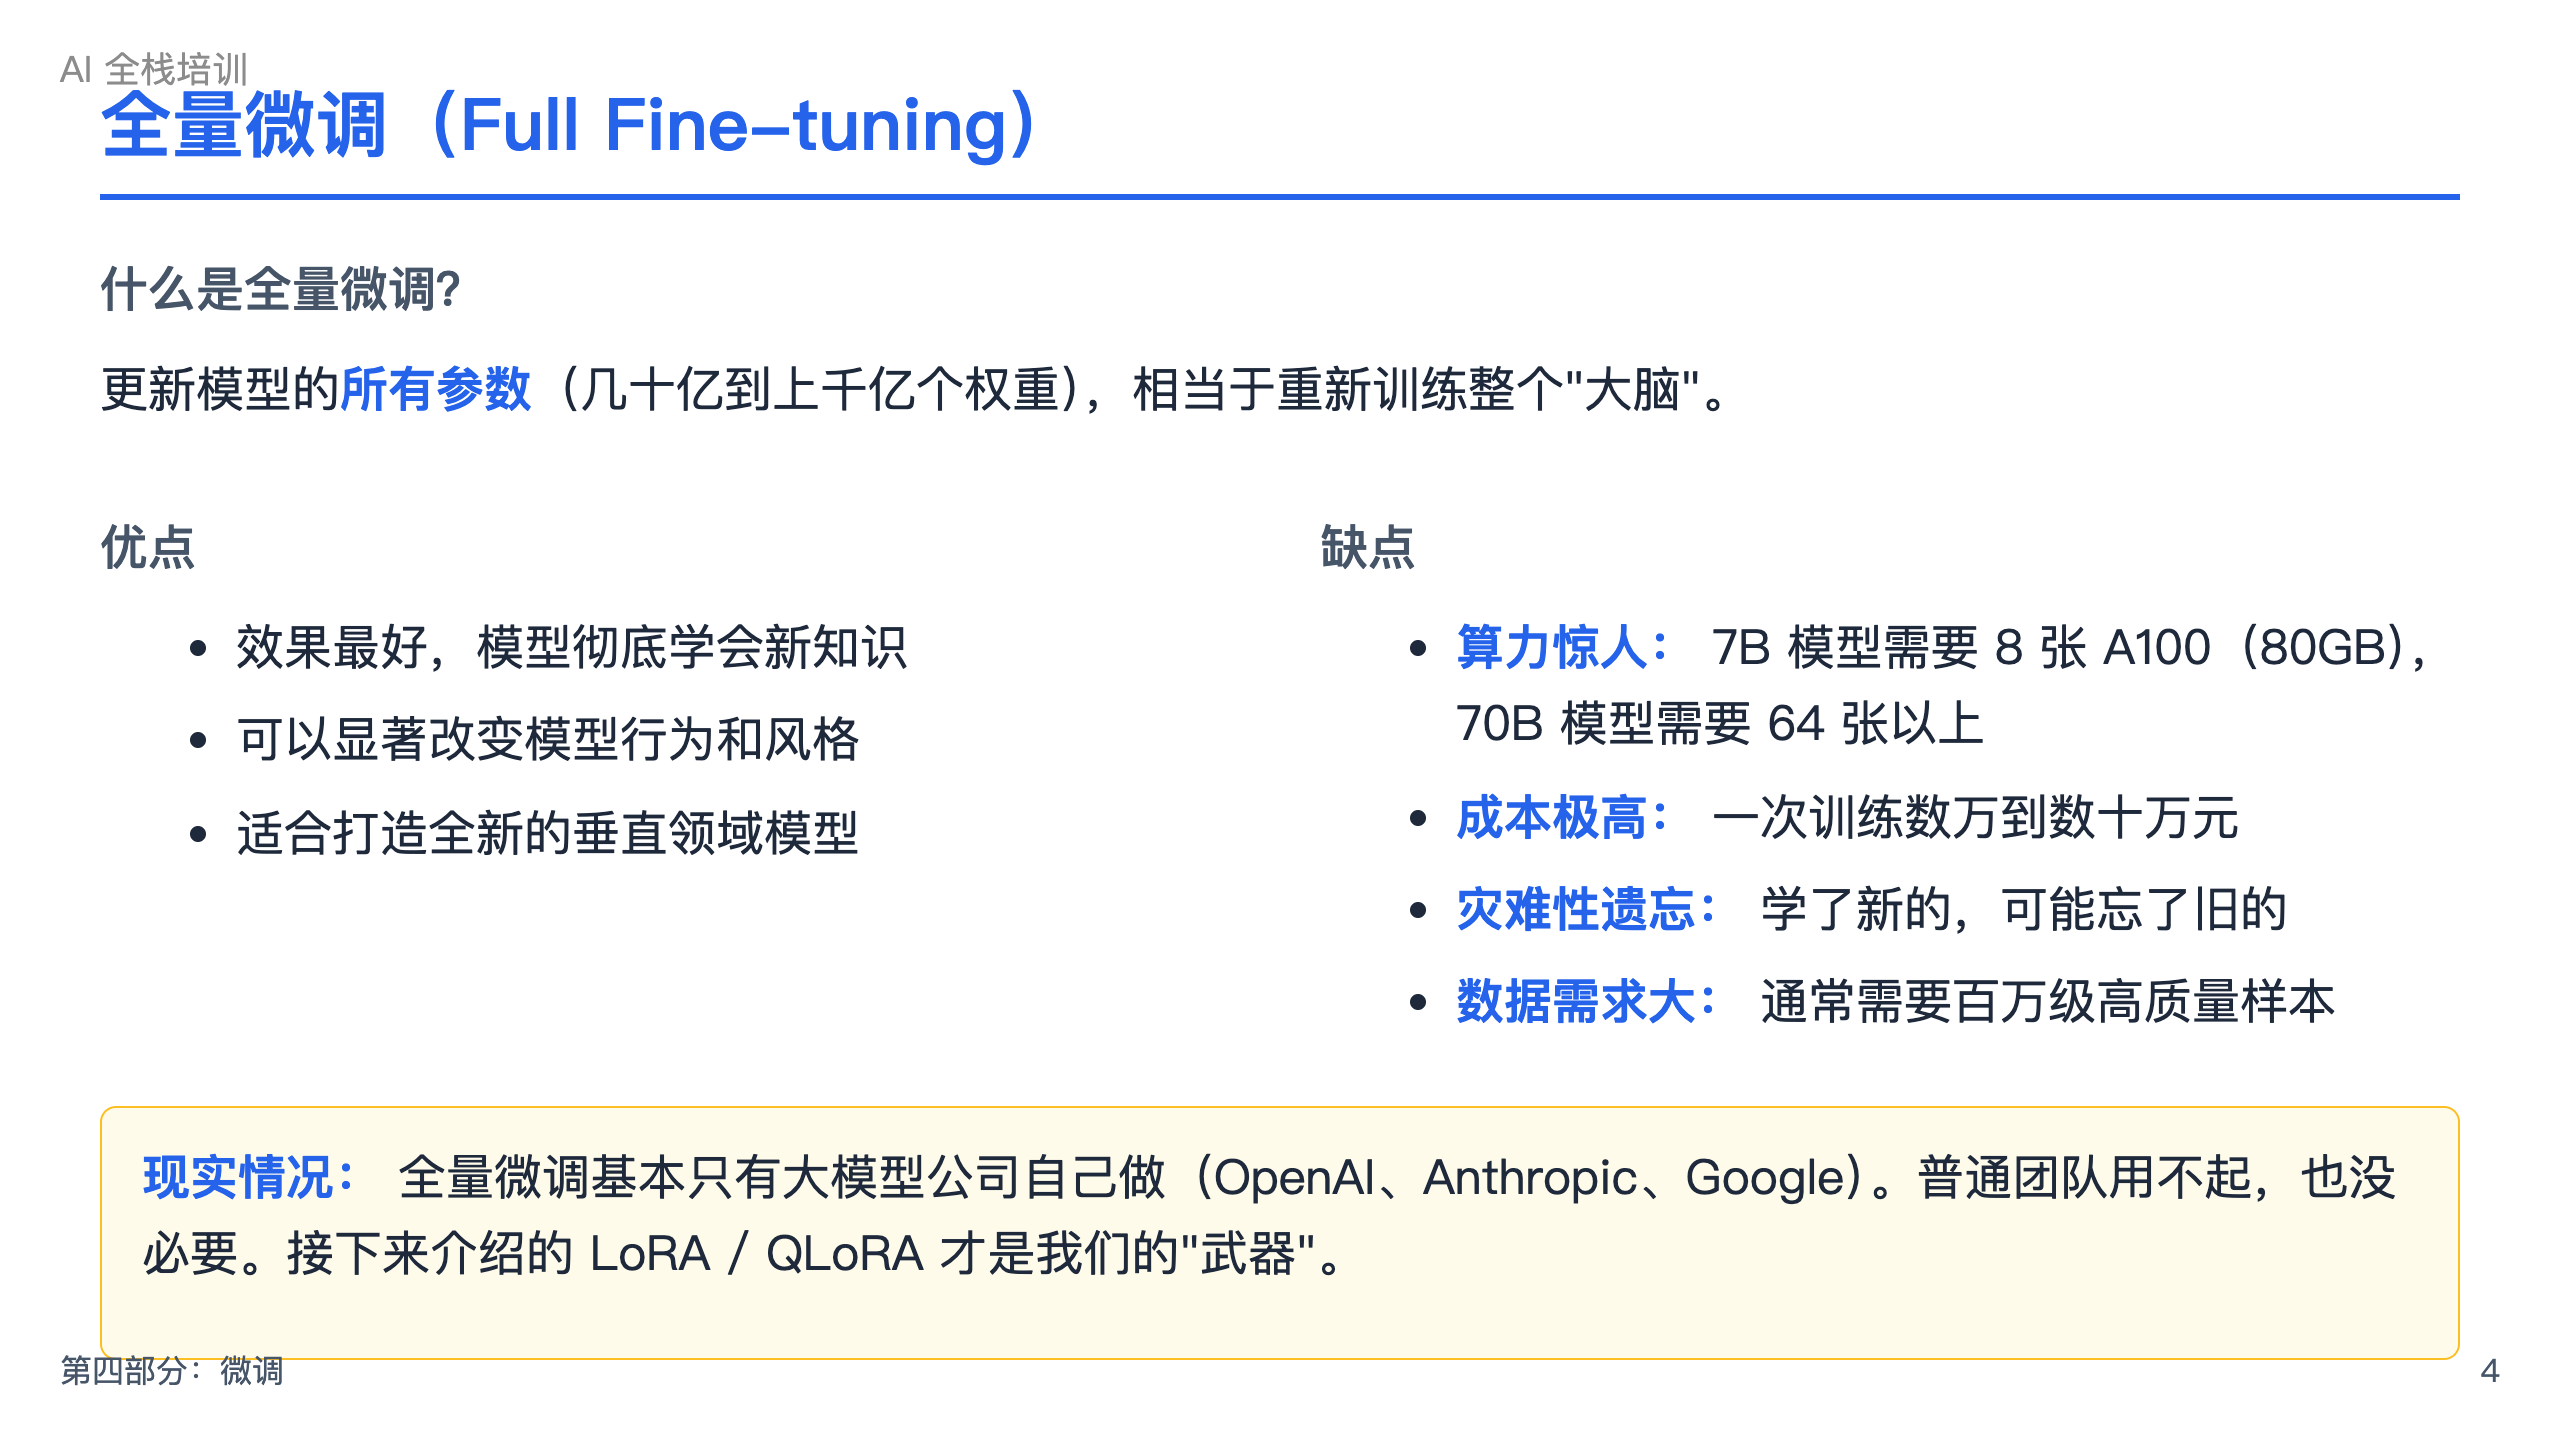 AI 全栈培训
全量微调（Full Fine-tuning）
什么是全量微调？
更新模型的所有参数（几十亿到上千亿个权重），相当于重新训练整个"大脑"。
优点
• 效果最好，模型彻底学会新知识
• 可以显著改变模型行为和风格
• 适合打造全新的垂直领域模型
缺点
• 算力惊人： 7B 模型需要 8 张 A100（80GB），
70B 模型需要 64 张以上
• 成本极高： 一次训练数万到数十万元
• 灾难性遗忘： 学了新的，可能忘了旧的
• 数据需求大： 通常需要百万级高质量样本
现实情况： 全量微调基本只有大模型公司自己做（OpenAI、Anthropic、Google）。普通团队用不起，也没
必要。接下来介绍的 LoRA / QLoRA 才是我们的"武器"。
第四部分：微调
4